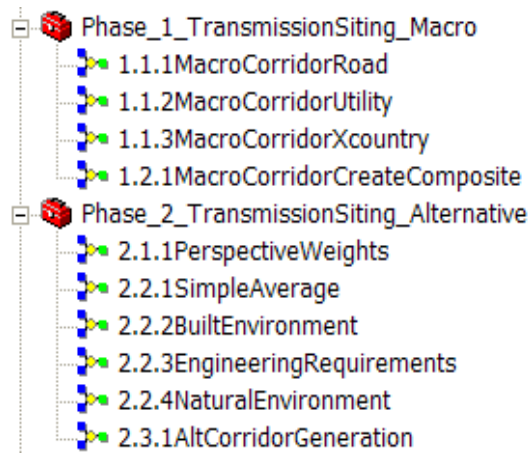 Phase_1_TransmissionSiting_Macro
1.1.1MacroCorridorRoad
1.1.2MacroCorridorUtility
1.1.3MacroCorridorXcountry
1.2.1MacroCorridorCreateComposite
Phase_2_TransmissionSiting_Alternative
2.1.1PerspectiveWeights
2.2.1SimpleAverage
2.2.2BuiltEnvironment
2.2.3EngineeringRequirements
2.2.4NaturalEnvironment
2.3.1AltCorridorGeneration